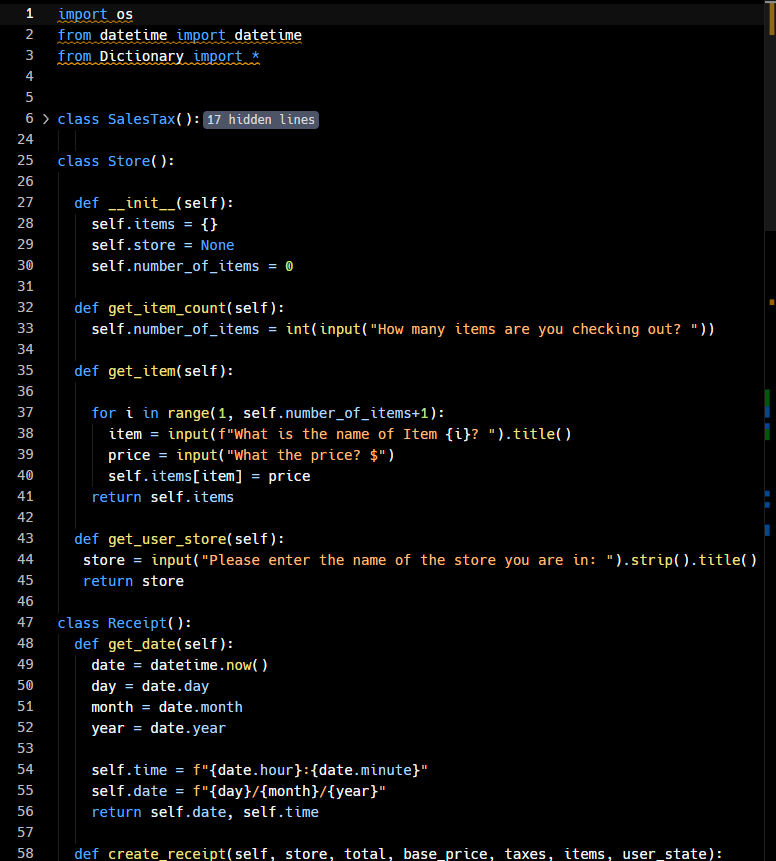 1 import os
2 from datetime import datetime
3 from Dictionary import *
4
5
6 > class SalesTax(): 17 hidden lines
24
25 class Store():
26
27   def __init__(self):
28     self.items = {}
29     self.store = None
30     self.number_of_items = 0
31
32   def get_item_count(self):
33     self.number_of_items = int(input("How many items are you checking out? "))
34
35   def get_item(self):
36
37     for i in range(1, self.number_of_items+1):
38       item = input(f"What is the name of Item {i}? ").title()
39       price = input("What the price? $")
40       self.items[item] = price
41     return self.items
42
43   def get_user_store(self):
44    store = input("Please enter the name of the store you are in: ").strip().title()
45    return store
46
47 class Receipt():
48   def get_date(self):
49     date = datetime.now()
50     day = date.day
51     month = date.month
52     year = date.year
53
54     self.time = f"{date.hour}:{date.minute}"
55     self.date = f"{day}/{month}/{year}"
56     return self.date, self.time
57
58   def create_receipt(self, store, total, base_price, taxes, items, user_state):